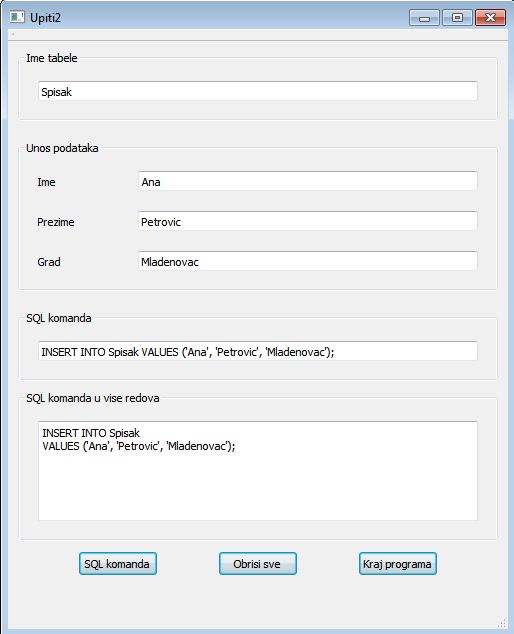 Upiti2
Ime tabele
Spisak
Unos podataka
Ime Ana
Prezime Petrovic
Grad Mladenovac
SQL komanda
INSERT INTO Spisak VALUES ('Ana', 'Petrovic', 'Mladenovac');
SQL komanda u vise redova
INSERT INTO Spisak
VALUES ('Ana', 'Petrovic', 'Mladenovac');
SQL komanda Obrisi sve Kraj programa